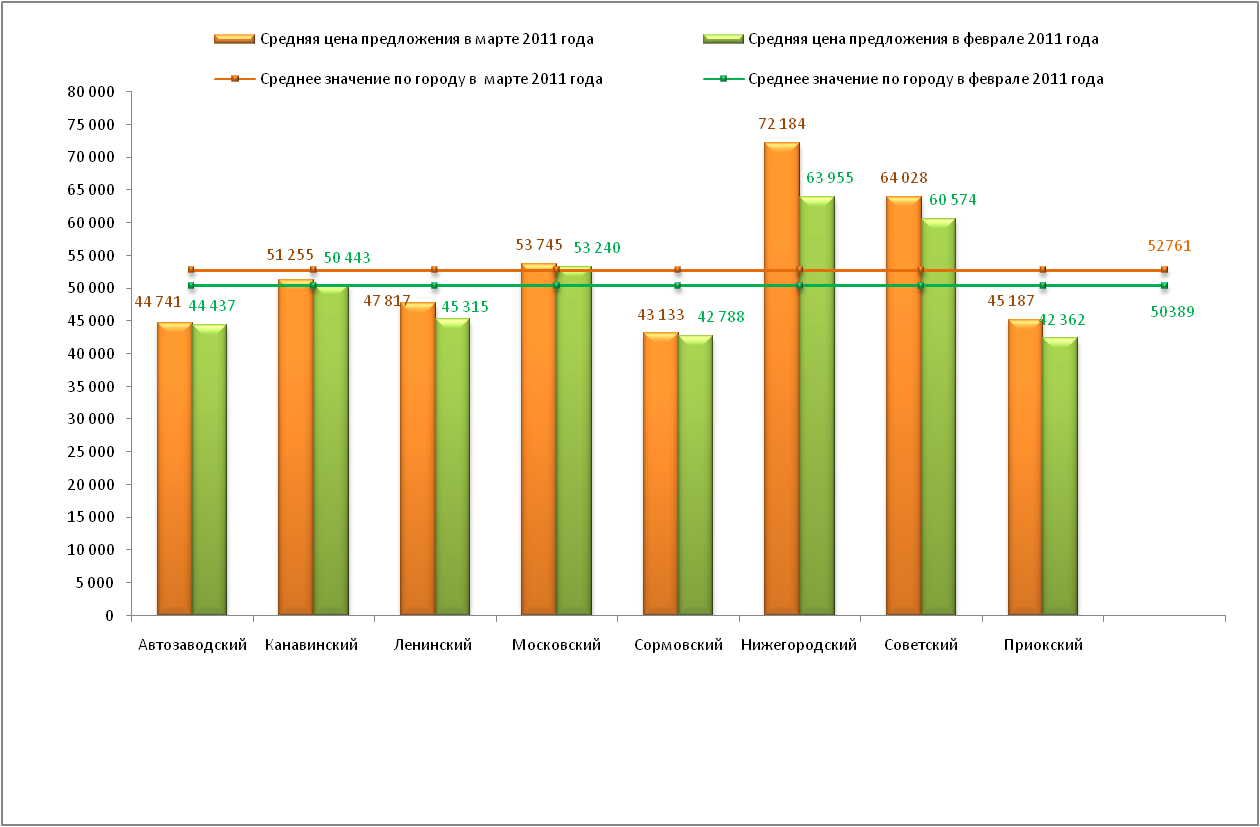 Средняя цена предложения в марте 2011 года
Средняя цена предложения в феврале 2011 года
Среднее значение по городу в марте 2011 года
Среднее значение по городу в феврале 2011 года
80 000
75 000
70 000
65 000
60 000
55 000
50 000
45 000
40 000
35 000
30 000
25 000
20 000
15 000
10 000
5 000
0
44 741
44 437
51 255
50 443
47 817
45 315
53 745
53 240
43 133
42 788
72 184
63 955
64 028
60 574
45 187
42 362
52761
50389
Автозаводский
Канавинский
Ленинский
Московский
Сормовский
Нижегородский
Советский
Приокский